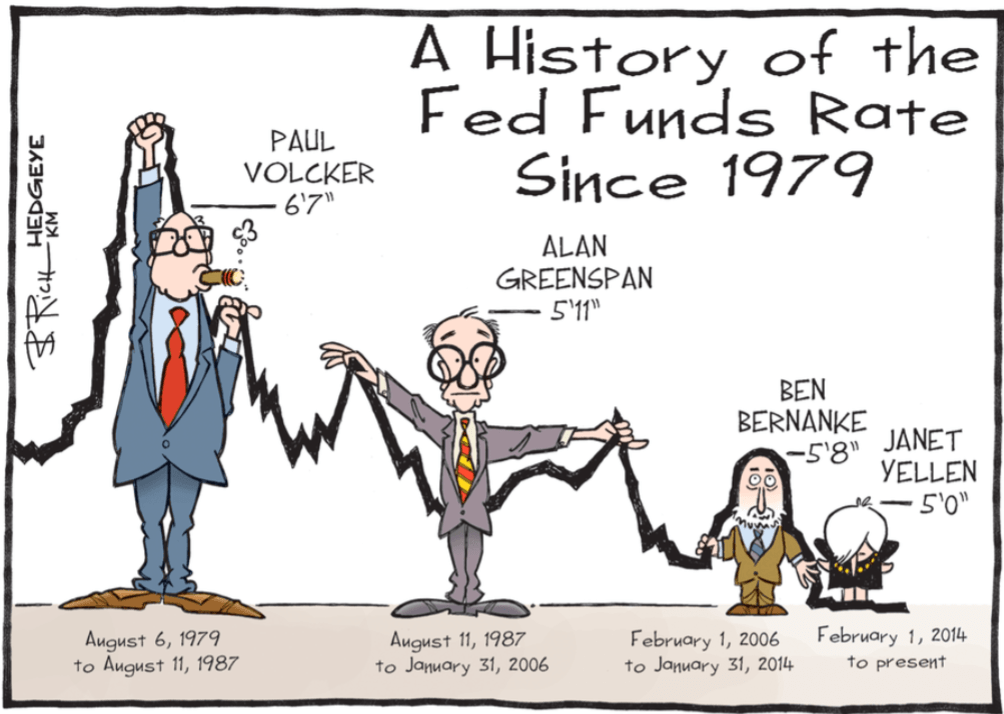 A History of the
Fed Funds Rate
Since 1979
HEDGEYE
RICH
KM
PAUL
VOLCKER
6'7"
ALAN
GREENSPAN
5'11"
BEN
BERNANKE
5'8"
JANET
YELLEN
5'0"
August 6, 1979
to August 11, 1987
August 11, 1987
to January 31, 2006
February 1, 2006
to January 31, 2014
February 1, 2014
to present